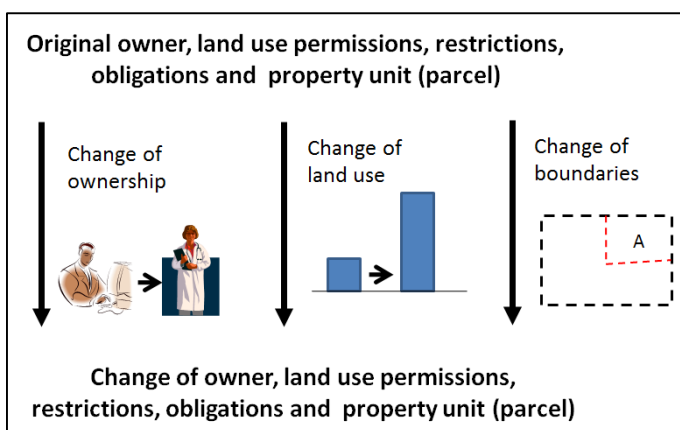 Original owner, land use permissions, restrictions,
obligations and  property unit (parcel)
Change of
ownership
Change of
land use
Change of
boundaries
A
Change of owner, land use permissions,
restrictions, obligations and  property unit (parcel)